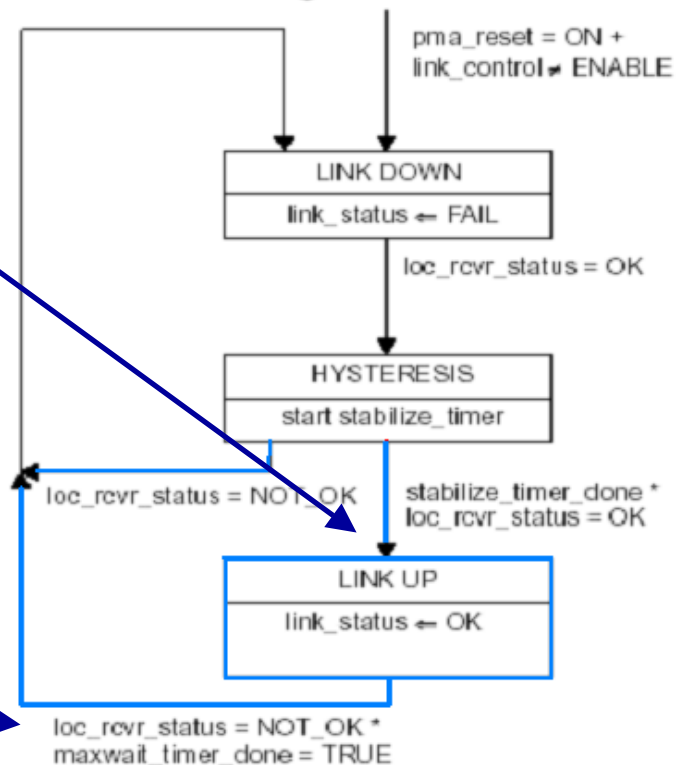 pma_reset = ON +
link_control ≠ ENABLE
LINK DOWN
link_status ⇐ FAIL
loc_rcvr_status = OK
HYSTERESIS
start stabilize_timer
loc_rcvr_status = NOT_OK
stabilize_timer_done *
loc_rcvr_status = OK
LINK UP
link_status ⇐ OK
loc_rcvr_status = NOT_OK *
maxwait_timer_done = TRUE